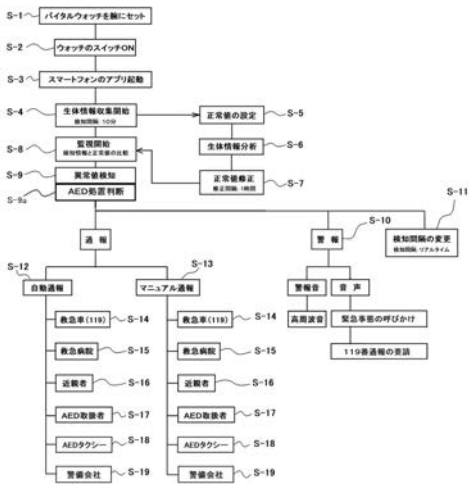 S-1
バイタルウォッチを腕にセット
S-2
ウォッチのスイッチON
S-3
スマートフォンのアプリ起動
S-4
生体情報収集開始
検知間隔:10分
正常値の設定
S-5
S-8
監視開始
検知情報と正常値の比較
生体情報分析
S-6
S-9
異常値検知
正常値修正
修正間隔:1時間
S-7
S-9a
AED処置判断
S-11
検知間隔の変更
検知間隔:リアルタイム
S-10
通報
警報
S-12
S-13
自動通報
マニュアル通報
警報音
音声
高周波音
緊急事態の呼びかけ
119番通報の要請
救急車(119)
S-14
救急車(119)
S-14
救急病院
S-15
救急病院
S-15
近親者
S-16
近親者
S-16
AED取扱者
S-17
AED取扱者
S-17
AEDタクシー
S-18
AEDタクシー
S-18
警備会社
S-19
警備会社
S-19